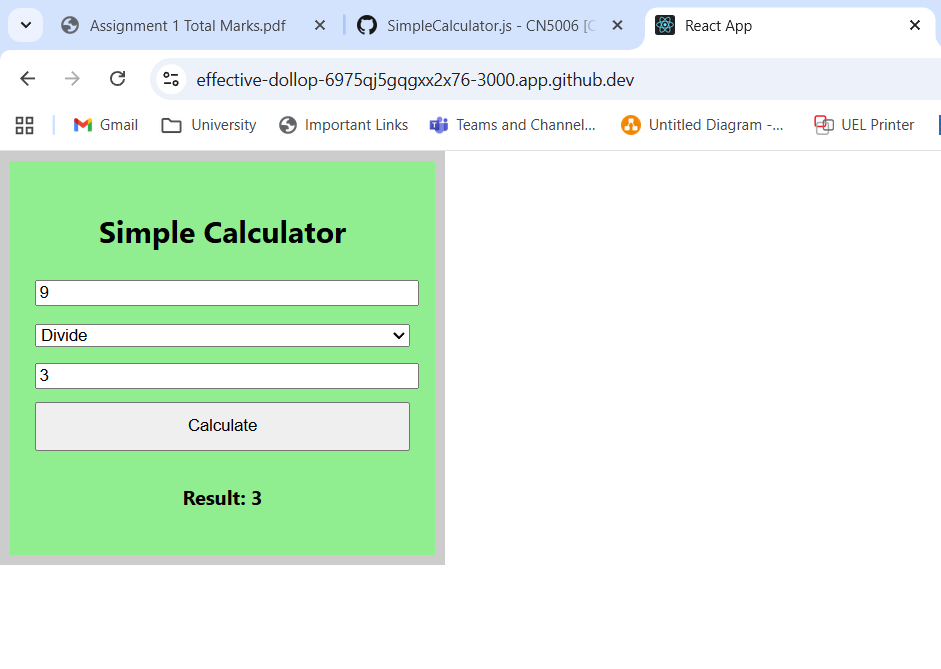 Assignment 1 Total Marks.pdf
SimpleCalculator.js - CN5006 [C
React App
effective-dollop-6975qj5gqgxx2x76-3000.app.github.dev
Gmail
University
Important Links
Teams and Channel...
Untitled Diagram -...
UEL Printer
Simple Calculator
9
Divide
3
Calculate
Result: 3